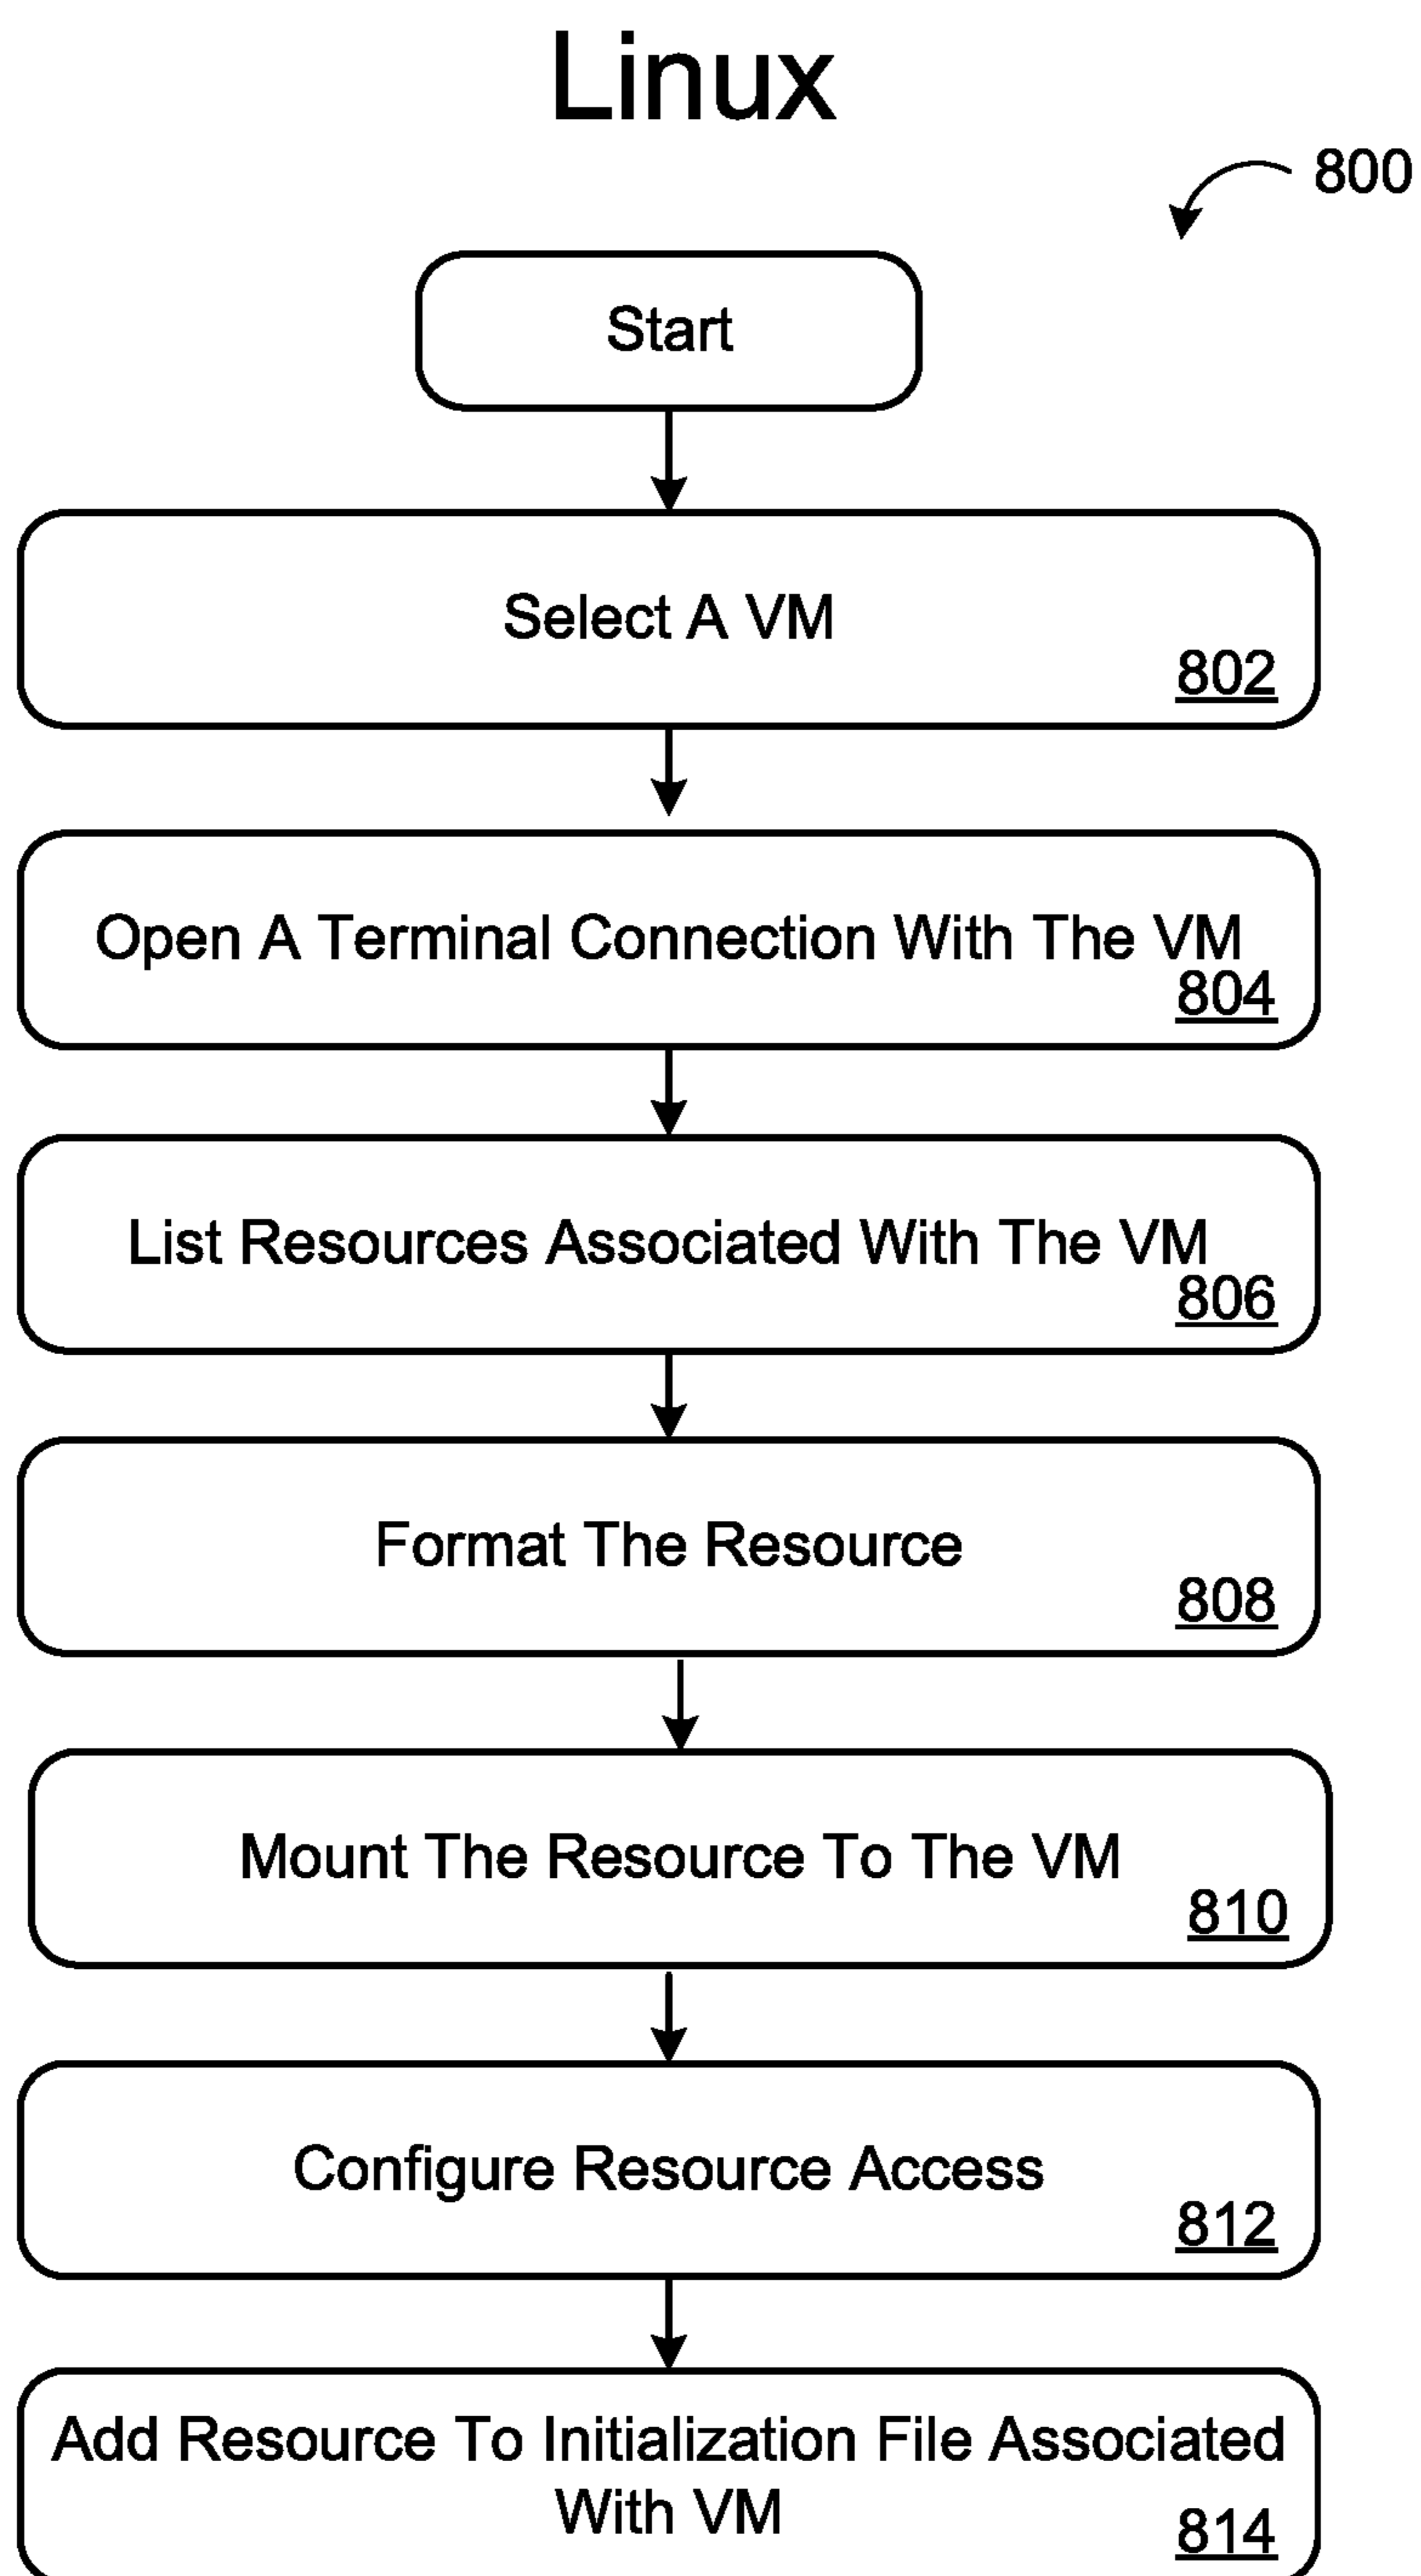 Linux
800
Start
Select A VM
802
Open A Terminal Connection With The VM
804
List Resources Associated With The VM
806
Format The Resource
808
Mount The Resource To The VM
810
Configure Resource Access
812
Add Resource To Initialization File Associated
With VM
814